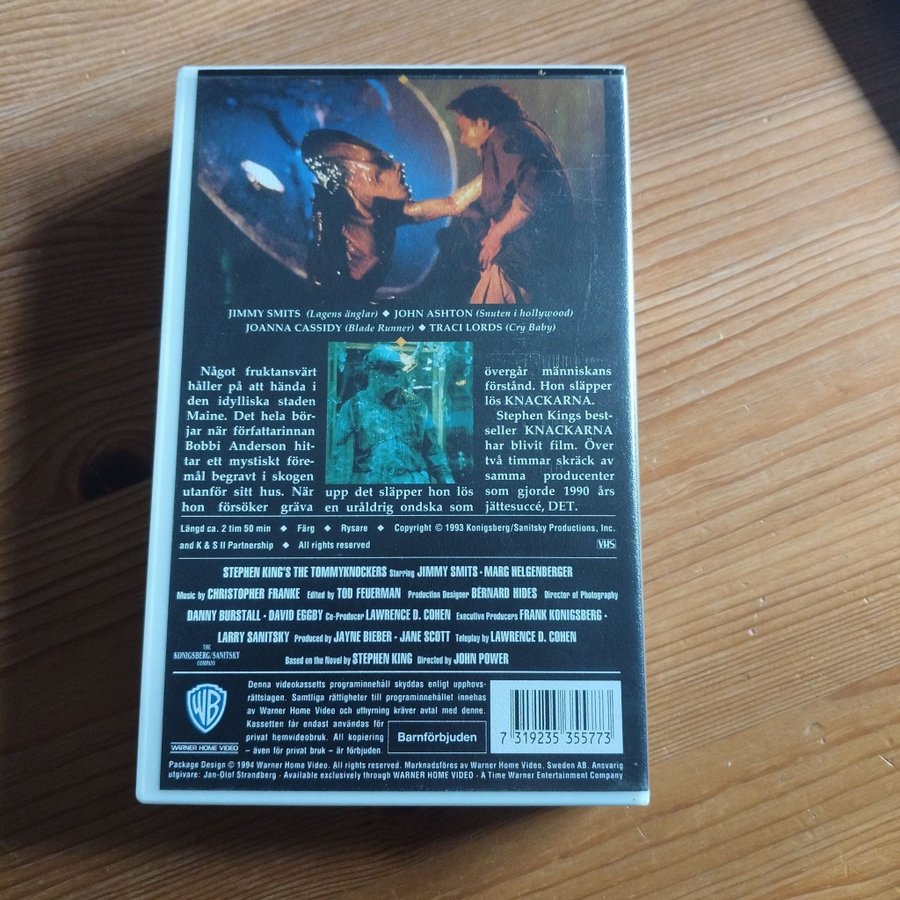 JIMMY SMITS (Lagens änglar) ◆ JOHN ASHTON (Snuten i hollywood)
JOANNA CASSIDY (Blade Runner) ◆ TRACI LORDS (Cry Baby)
Något fruktansvärt
håller på att hända i
den idylliska staden
Maine. Det hela bör-
jar när författarinnan
Bobbi Anderson hit-
tar ett mystiskt före-
mål begravt i skogen
utanför sitt hus. När
hon försöker gräva
upp det släpper hon lös
en uråldrig ondska som
övergår människans
förstånd. Hon släpper
lös KNACKARNA.
Stephen Kings best-
seller KNACKARNA
har blivit film. Över
två timmar skräck av
samma producenter
som gjorde 1990 års
jättesuccé, DET.
Längd ca. 2 tim 50 min ◆ Färg ◆ Rysare ◆ Copyright © 1993 Konigsberg/Sanitsky Productions, Inc.
and K & S II Partnership ◆ All rights reserved
VHS
STEPHEN KING'S THE TOMMYKNOCKERS Starring JIMMY SMITS · MARG HELGENBERGER
Music by CHRISTOPHER FRANKE Edited by TOD FEUERMAN Production Designer BERNARD HIDES Director of Photography
DANNY BURSTALL · DAVID EGGBY Co-Producer LAWRENCE D. COHEN Executive Producers FRANK KONIGSBERG ·
LARRY SANITSKY Produced by JAYNE BIEBER · JANE SCOTT Teleplay by LAWRENCE D. COHEN
Based on the Novel by STEPHEN KING Directed by JOHN POWER
THE
KONIGSBERG/SANITSKY
COMPANY
WB
WARNER HOME VIDEO
Denna videokassetts programinnehåll skyddas enligt upphovs-
rättslagen. Samtliga rättigheter till programinnehållet innehas
av Warner Home Video och uthyrning kräver avtal med denne.
Kassetten får endast användas för
privat hemvideobruk. All kopiering
– även för privat bruk – är förbjuden.
Barnförbjuden
7 319235 355773
Package Design © 1994 Warner Home Video. All rights reserved. Marknadsföres av Warner Home Video. Sweden AB. Ansvarig
utgivare: Jan-Olof Strandberg · Available exclusively through WARNER HOME VIDEO · A Time Warner Entertainment Company